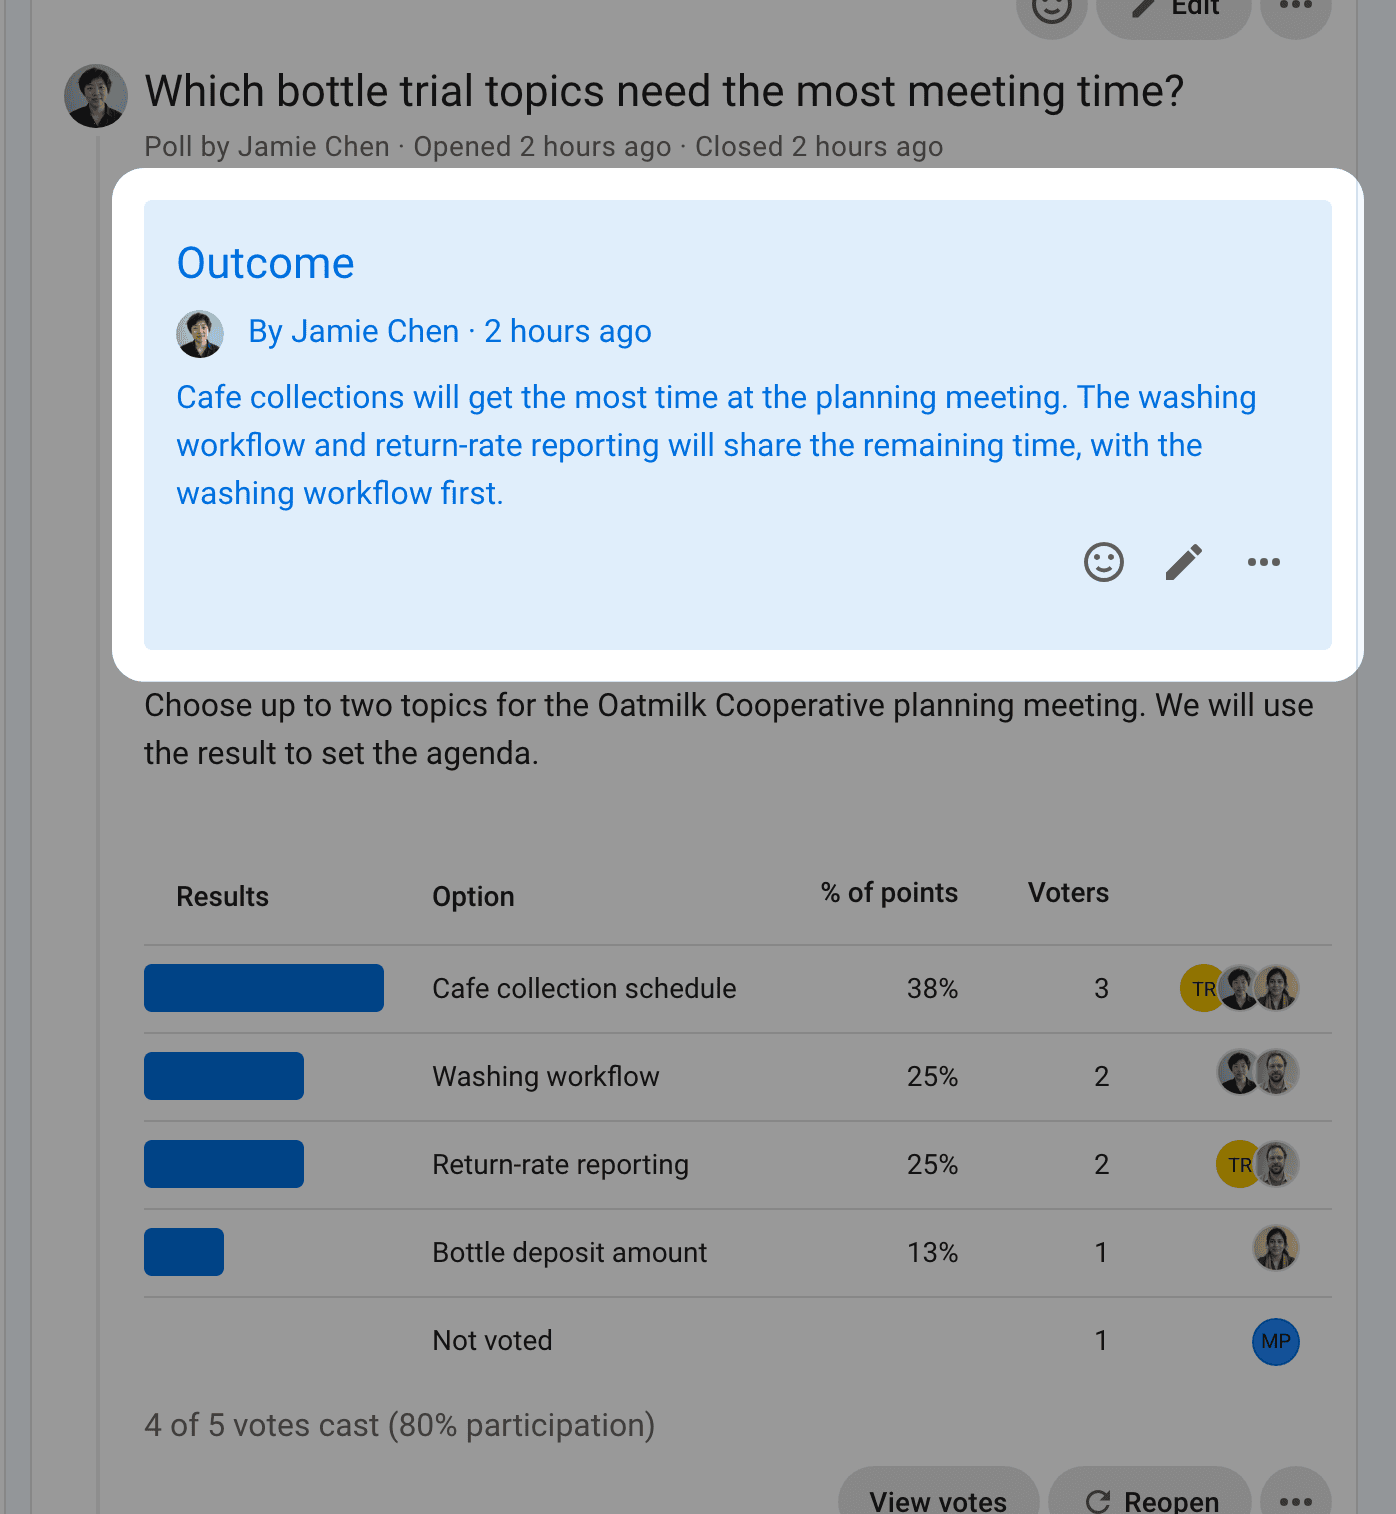 Edit
Which bottle trial topics need the most meeting time?
Poll by Jamie Chen · Opened 2 hours ago · Closed 2 hours ago
Outcome
By Jamie Chen · 2 hours ago
Cafe collections will get the most time at the planning meeting. The washing
workflow and return-rate reporting will share the remaining time, with the
washing workflow first.
Choose up to two topics for the Oatmilk Cooperative planning meeting. We will use
the result to set the agenda.
Results Option % of points Voters
Cafe collection schedule 38% 3 TR
Washing workflow 25% 2
Return-rate reporting 25% 2 TR
Bottle deposit amount 13% 1
Not voted 1 MP
4 of 5 votes cast (80% participation)
View votes Reopen